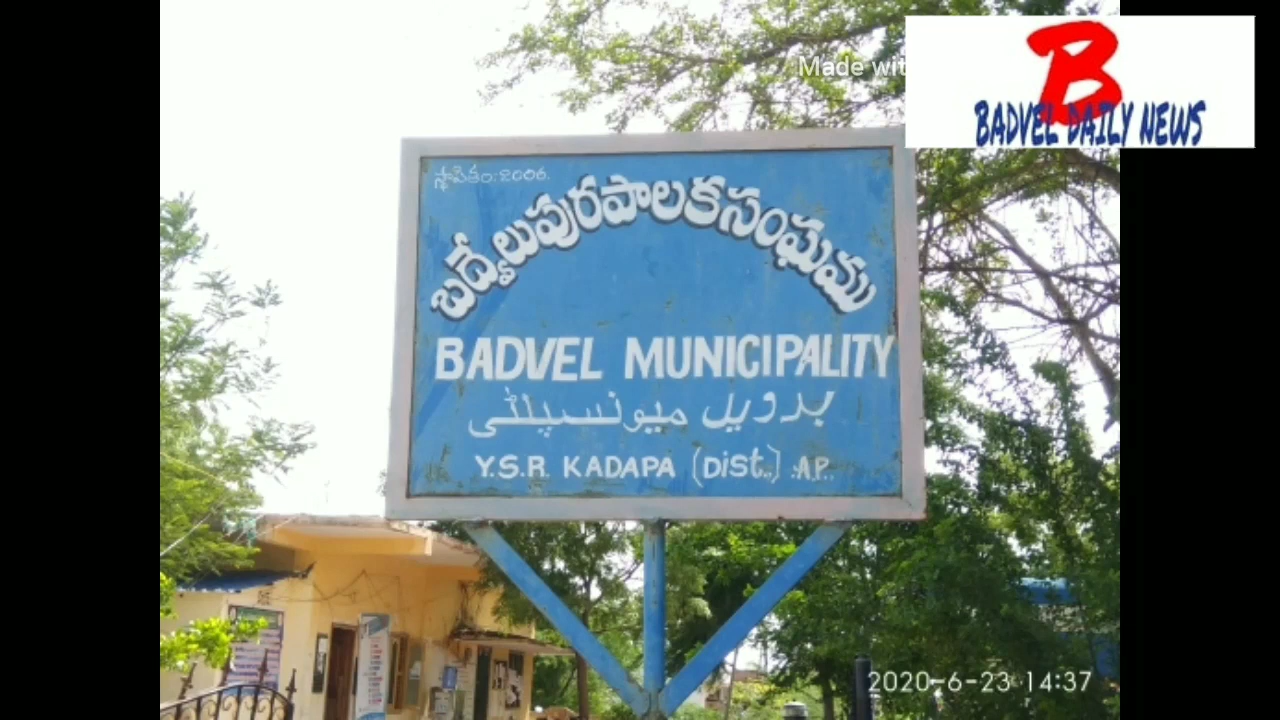 Made wit
B
BADVEL DAILY NEWS
స్థాపితం:2006.
బద్వేలుపురపాలకసంఘము
BADVEL MUNICIPALITY
بدویل میونسپلٹی
Y.S.R. KADAPA (Dist.,) A.P.,
2020-6-23 14:37